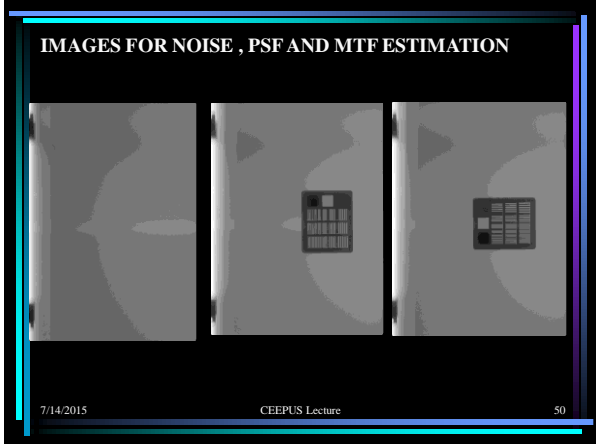 IMAGES FOR NOISE , PSF AND MTF ESTIMATION
7/14/2015
CEEPUS Lecture
50